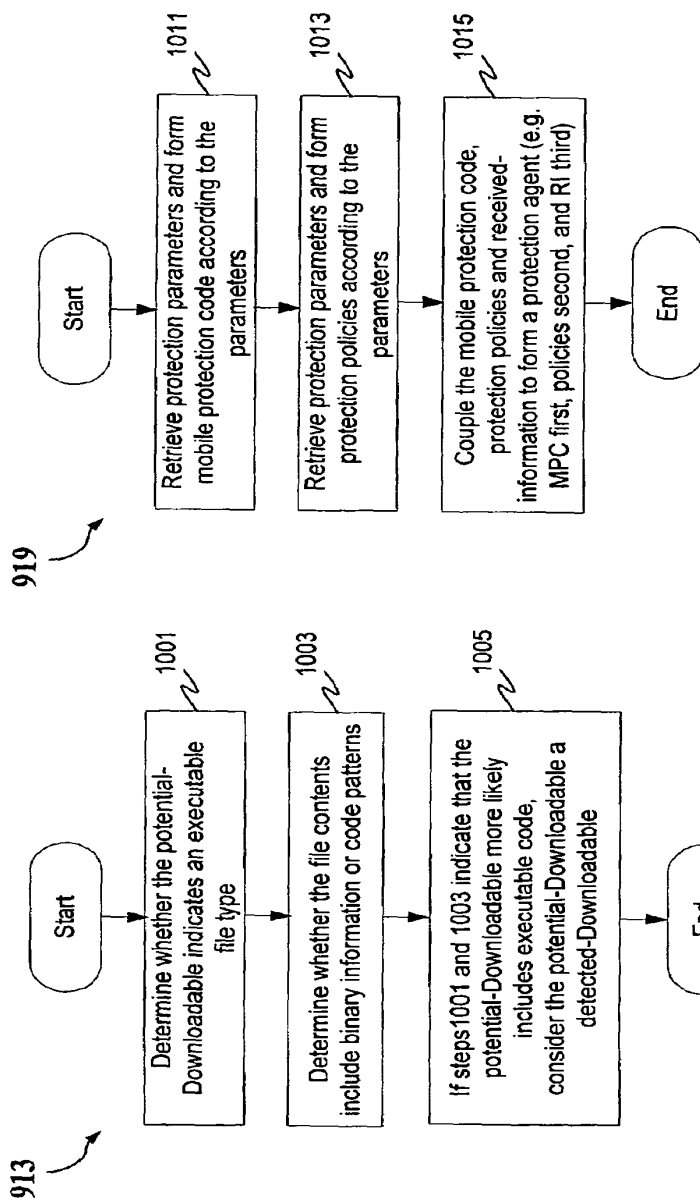 913
Start
Determine whether the potential-
Downloadable indicates an executable
file type
1001
Determine whether the file contents
include binary information or code patterns
1003
If steps1001 and 1003 indicate that the
potential-Downloadable more likely
includes executable code,
consider the potential-Downloadable a
detected-Downloadable
1005
End
919
Start
Retrieve protection parameters and form
mobile protection code according to the
parameters
1011
Retrieve protection parameters and form
protection policies according to the
parameters
1013
Couple the mobile protection code,
protection policies and received-
information to form a protection agent (e.g.
MPC first, policies second, and RI third)
1015
End